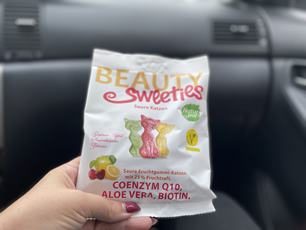 BEAUTY
Sweeties
Saure Katzen
Saure Fruchtgummi-Katzen
mit 25% Fruchtsaft.
COENZYM Q10,
ALOE VERA, BIOTIN.